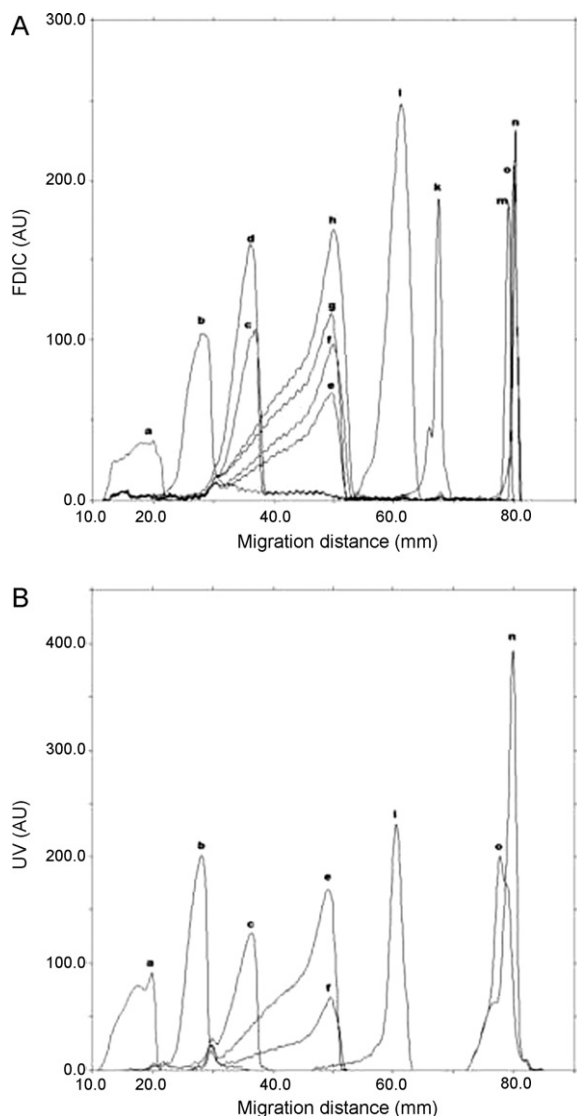 A
300.0
l
n
200.0
k
o
m
h
d
FDIC (AU)
g
b
c
f
100.0
e
a
0.0
10.0 20.0 40.0 60.0 80.0
Migration distance (mm)
B
n
400.0
300.0
UV (AU)
l
b
o
200.0
e
c
a
100.0
f
0.0
10.0 20.0 40.0 60.0 80.0
Migration distance (mm)